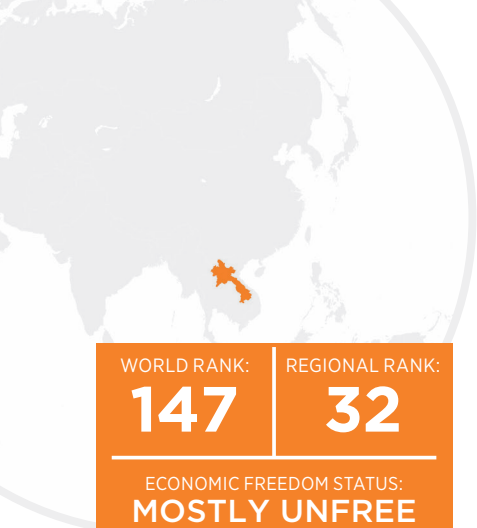 WORLD RANK:
147
REGIONAL RANK:
32
ECONOMIC FREEDOM STATUS:
MOSTLY UNFREE